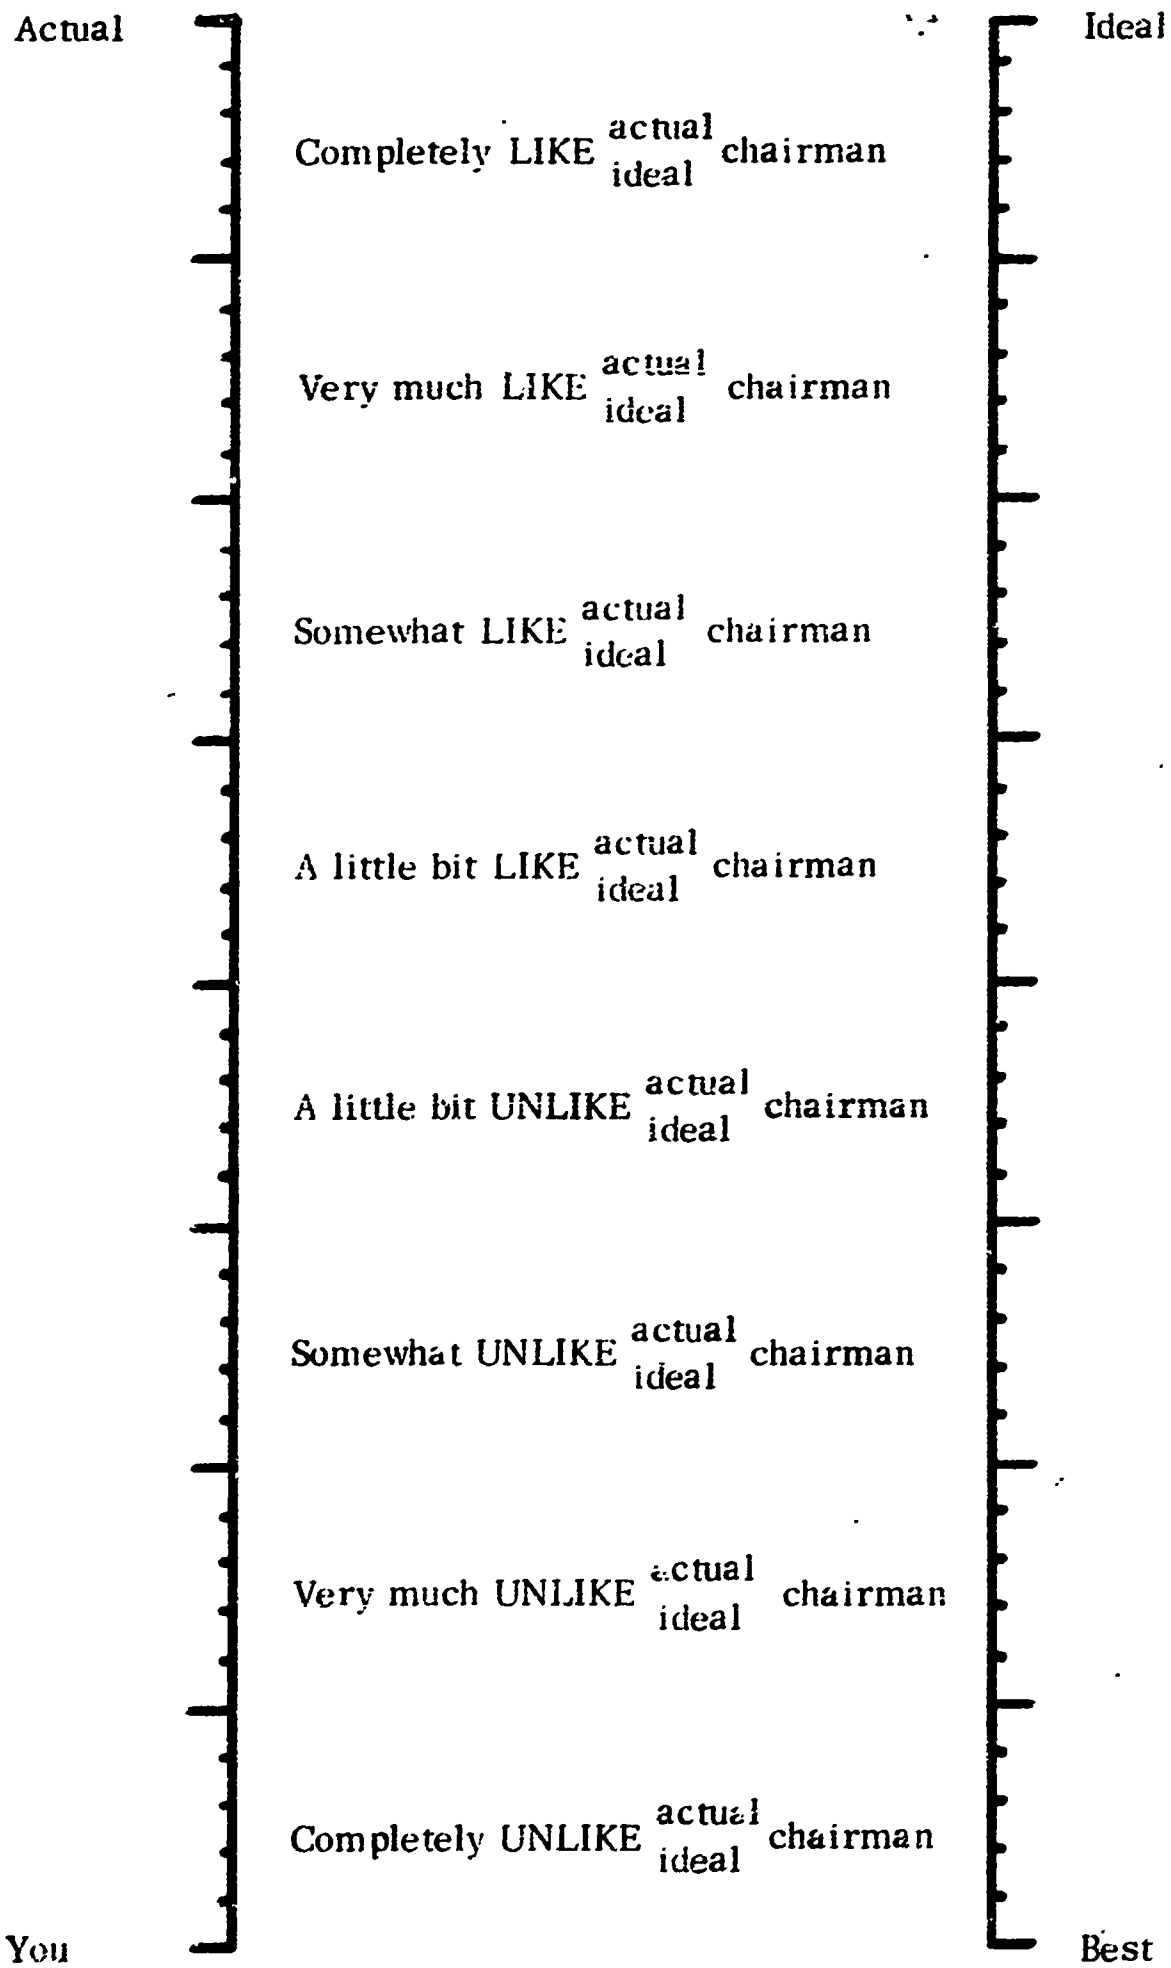 Actual
Ideal
actual
Completely LIKE chairman
ideal
actual
Very much LIKE chairman
ideal
actual
Somewhat LIKE chairman
ideal
actual
A little bit LIKE chairman
ideal
actual
A little bit UNLIKE chairman
ideal
actual
Somewhat UNLIKE chairman
ideal
actual
Very much UNLIKE chairman
ideal
actual
Completely UNLIKE chairman
ideal
You
Best